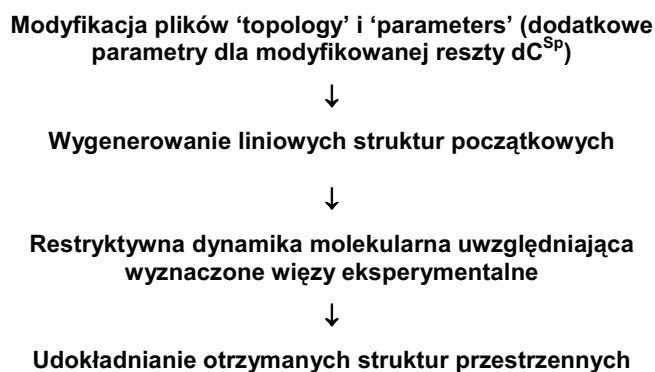 Modyfikacja plików ‘topology’ i ‘parameters’ (dodatkowe
parametry dla modyfikowanej reszty dC^Sp)
↓
Wygenerowanie liniowych struktur początkowych
↓
Restryktywna dynamika molekularna uwzględniająca
wyznaczone więzy eksperymentalne
↓
Udokładnianie otrzymanych struktur przestrzennych